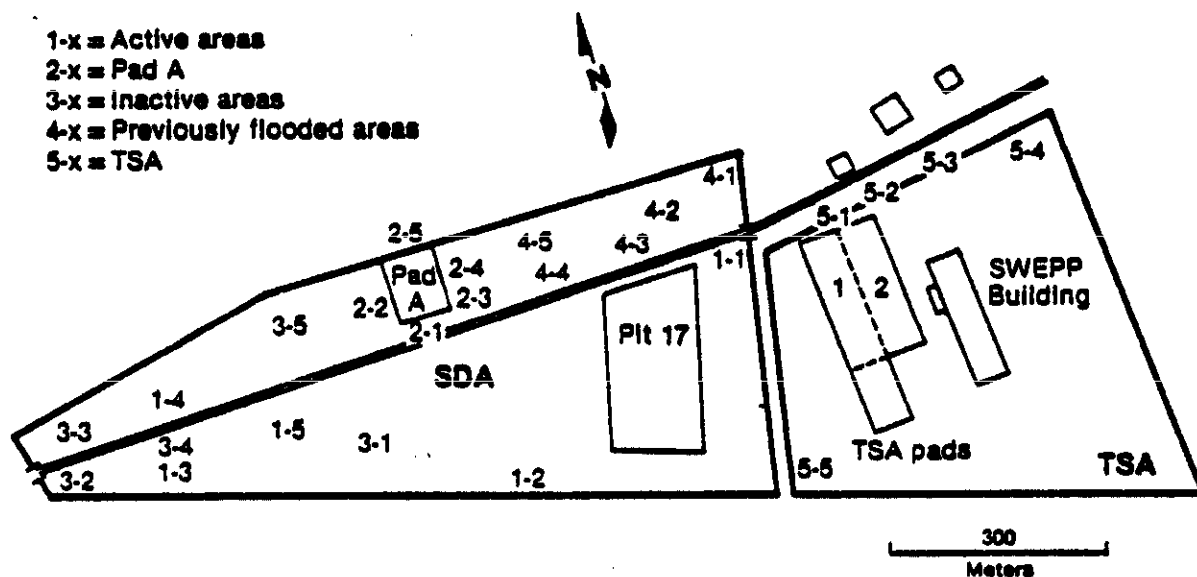 1-x = Active areas
2-x = Pad A
3-x = Inactive areas
4-x = Previously flooded areas
5-x = TSA
N
5-3
5-4
4-1
5-2
4-2
5-1
2-5
4-5
4-3
1-1
Pad
A
2-4
4-4
2-2
2-3
2-1
3-5
1
2
SWEPP
Building
Pit 17
SDA
1-4
3-3
1-5
3-4
3-1
3-2
1-3
1-2
TSA pads
5-5
TSA
300
Meters